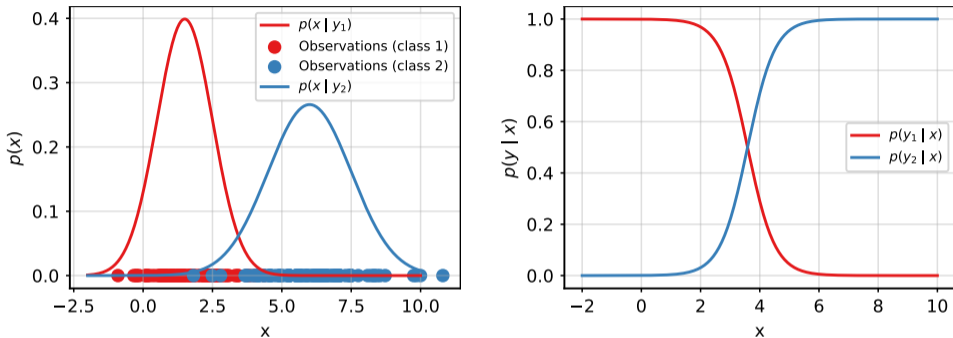 0.4
0.3
0.2
0.1
0.0
p(x)
p(x | y₁)
Observations (class 1)
Observations (class 2)
p(x | y₂)
−2.5 0.0 2.5 5.0 7.5 10.0
x
1.0
0.8
0.6
0.4
0.2
0.0
p(y | x)
p(y₁ | x)
p(y₂ | x)
−2 0 2 4 6 8 10
x